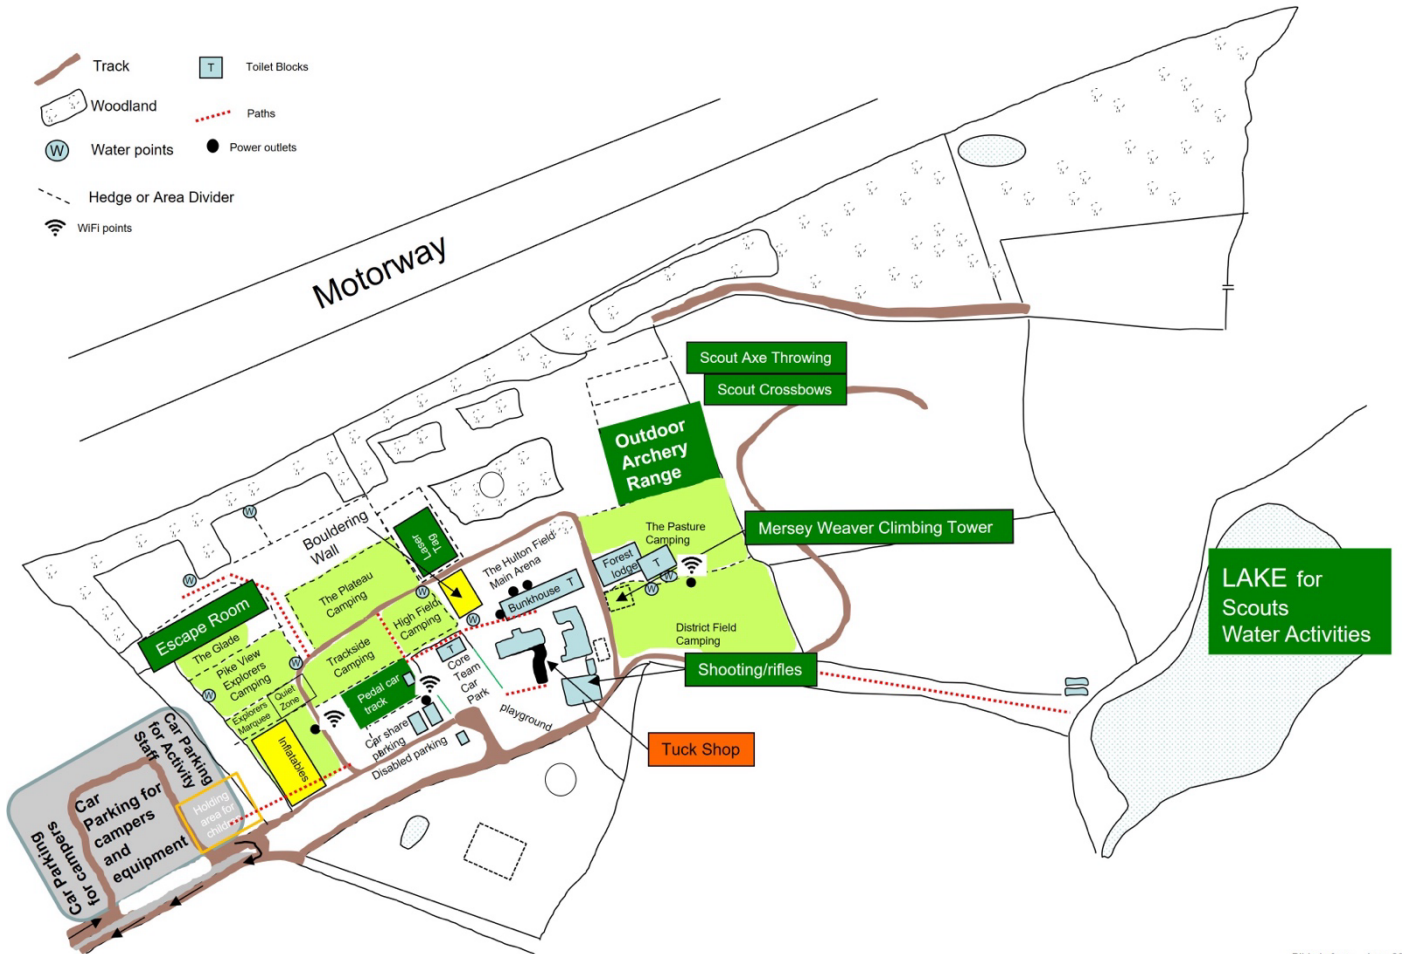 Track
T
Toilet Blocks
Woodland
Paths
W
Water points
Power outlets
Hedge or Area Divider
WiFi points
Motorway
Scout Axe Throwing
Scout Crossbows
Outdoor
Archery
Range
Mersey Weaver Climbing Tower
The Pasture
Camping
Forest
lodge
T
W
W
District Field
Camping
LAKE for
Scouts
Water Activities
Shooting/rifles
Tuck Shop
Bouldering
Wall
Laser
Tag
The Hulton Field
Main Arena
Bunkhouse T
W
W
W
W
The Plateau
Camping
High Field
Camping
Trackside
Camping
Escape Room
The Glade
Pike View
Explorers
Camping
W
W
Explorers
Marquee
Quiet
Zone
Pedal car
track
T
Core
Team
Car
Park
playground
Car share
parking
Disabled parking
Inflatables
Car Parking
for Activity
Staff
Holding
area for
Car
Parking for
campers
and
equipment
Car Parking
for campers